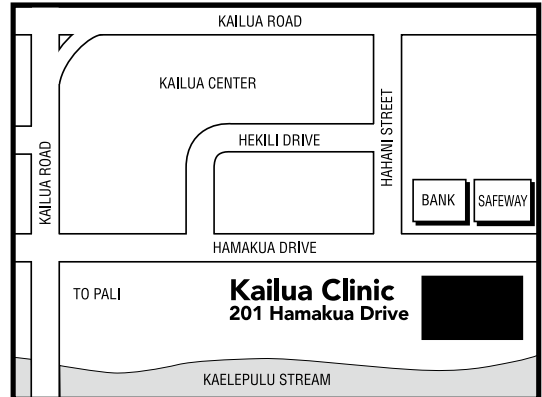 KAILUA ROAD
KAILUA CENTER
HEKILI DRIVE
HAHANI STREET
KAILUA ROAD
BANK
SAFEWAY
HAMAKUA DRIVE
TO PALI
Kailua Clinic
201 Hamakua Drive
KAELEPULU STREAM